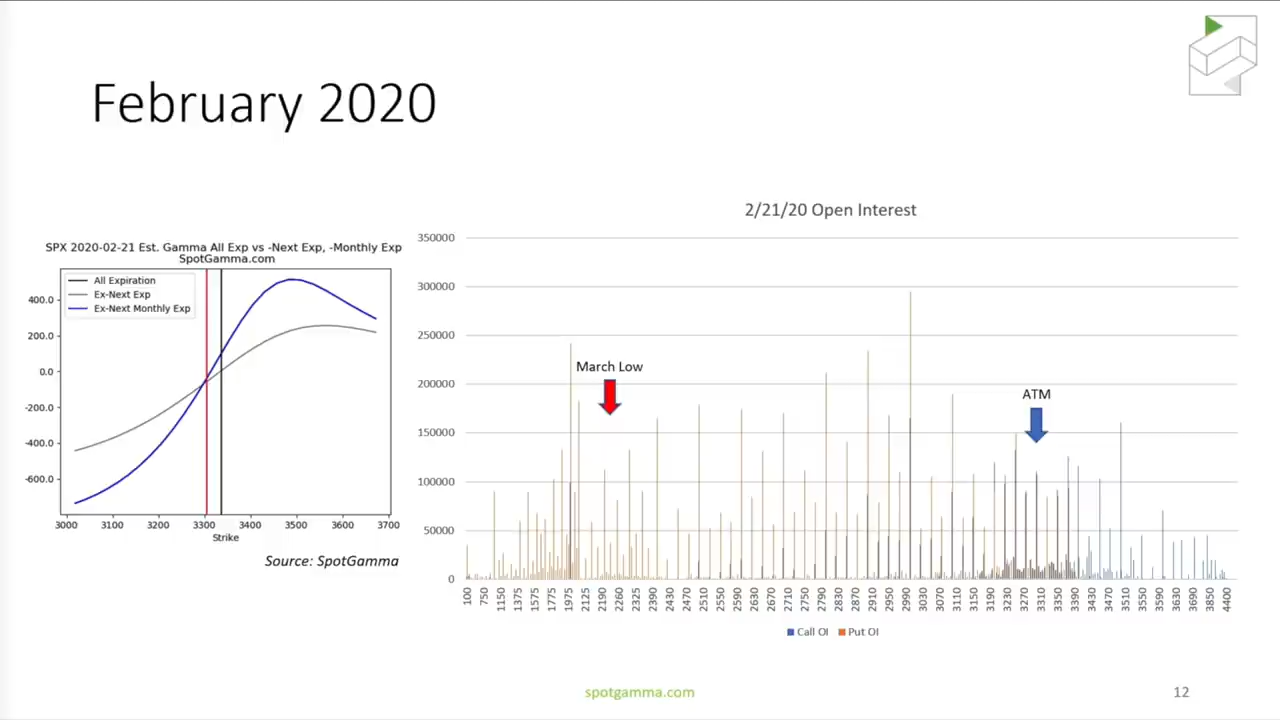 February 2020
SPX 2020-02-21 Est. Gamma All Exp vs -Next Exp, -Monthly Exp
SpotGamma.com
All Expiration
Ex-Next Exp
Ex-Next Monthly Exp
400.0
200.0
0.0
-200.0
-400.0
-600.0
3000 3100 3200 3300 3400 3500 3600 3700
Strike
Source: SpotGamma
2/21/20 Open Interest
350000
300000
250000
200000
150000
100000
50000
0
March Low
ATM
100 750 1150 1375 1575 1775 1975 2115 2190 2260 2325 2390 2430 2470 2510 2550 2590 2630 2670 2710 2750 2790 2830 2870 2910 2950 2990 3030 3070 3110 3150 3190 3230 3270 3310 3350 3390 3430 3470 3510 3550 3590 3630 3690 3850 4400
Call OI Put OI
spotgamma.com
12